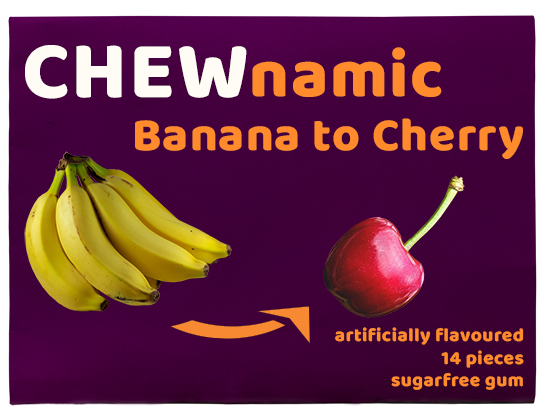 CHEWnamic
Banana to Cherry
artificially flavoured
14 pieces
sugarfree gum